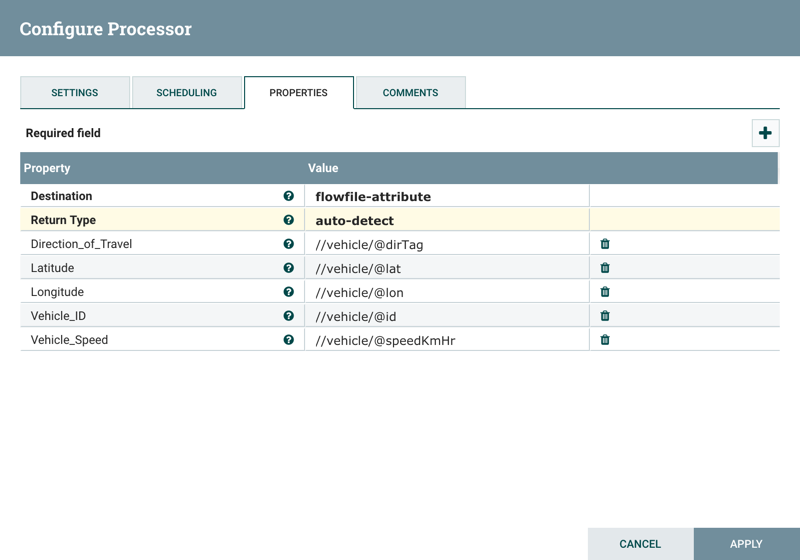 Configure Processor
SETTINGS SCHEDULING PROPERTIES COMMENTS
Required field
Property Value
Destination flowfile-attribute
Return Type auto-detect
Direction_of_Travel //vehicle/@dirTag
Latitude //vehicle/@lat
Longitude //vehicle/@lon
Vehicle_ID //vehicle/@id
Vehicle_Speed //vehicle/@speedKmHr
CANCEL APPLY